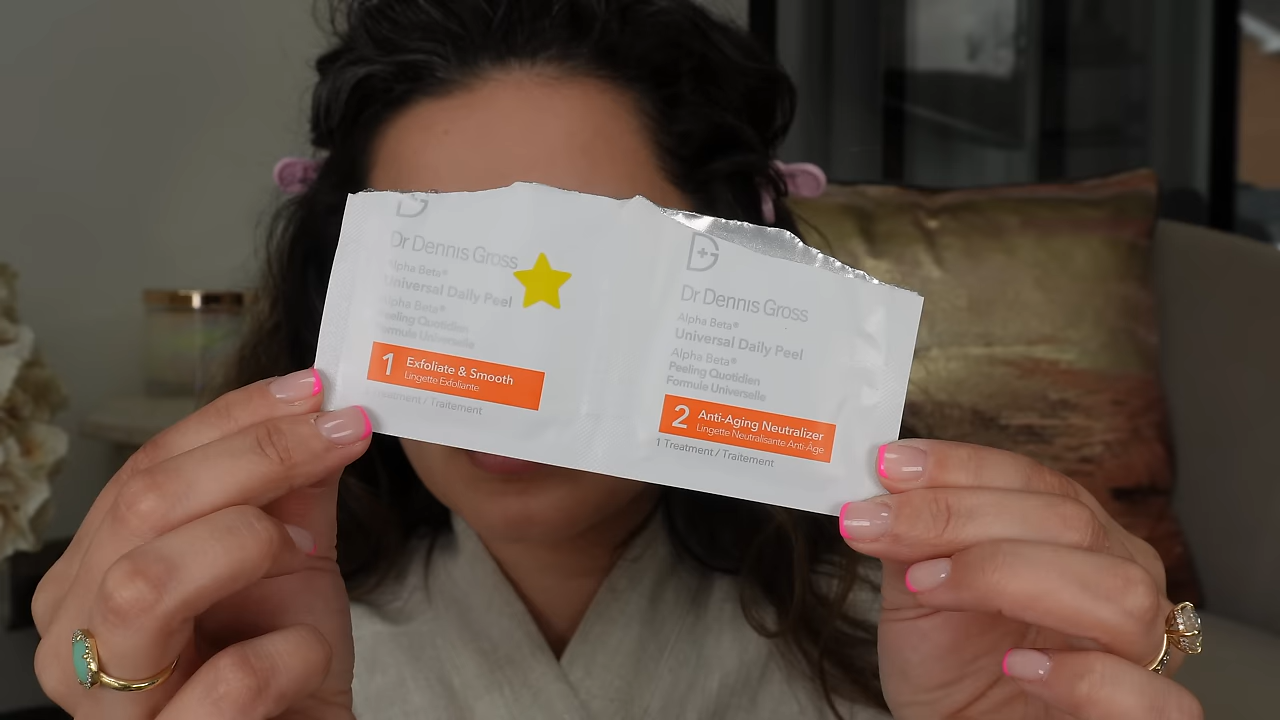 Dr Dennis Gross
Alpha Beta®
Universal Daily Peel
Alpha Beta®
Peeling Quotidien
Formule Universelle
1 Exfoliate & Smooth
Lingette Exfoliante
Treatment / Traitement
Dr Dennis Gross
Alpha Beta®
Universal Daily Peel
Alpha Beta®
Peeling Quotidien
Formule Universelle
2 Anti-Aging Neutralizer
Lingette Neutralisante Anti-Âge
1 Treatment / Traitement